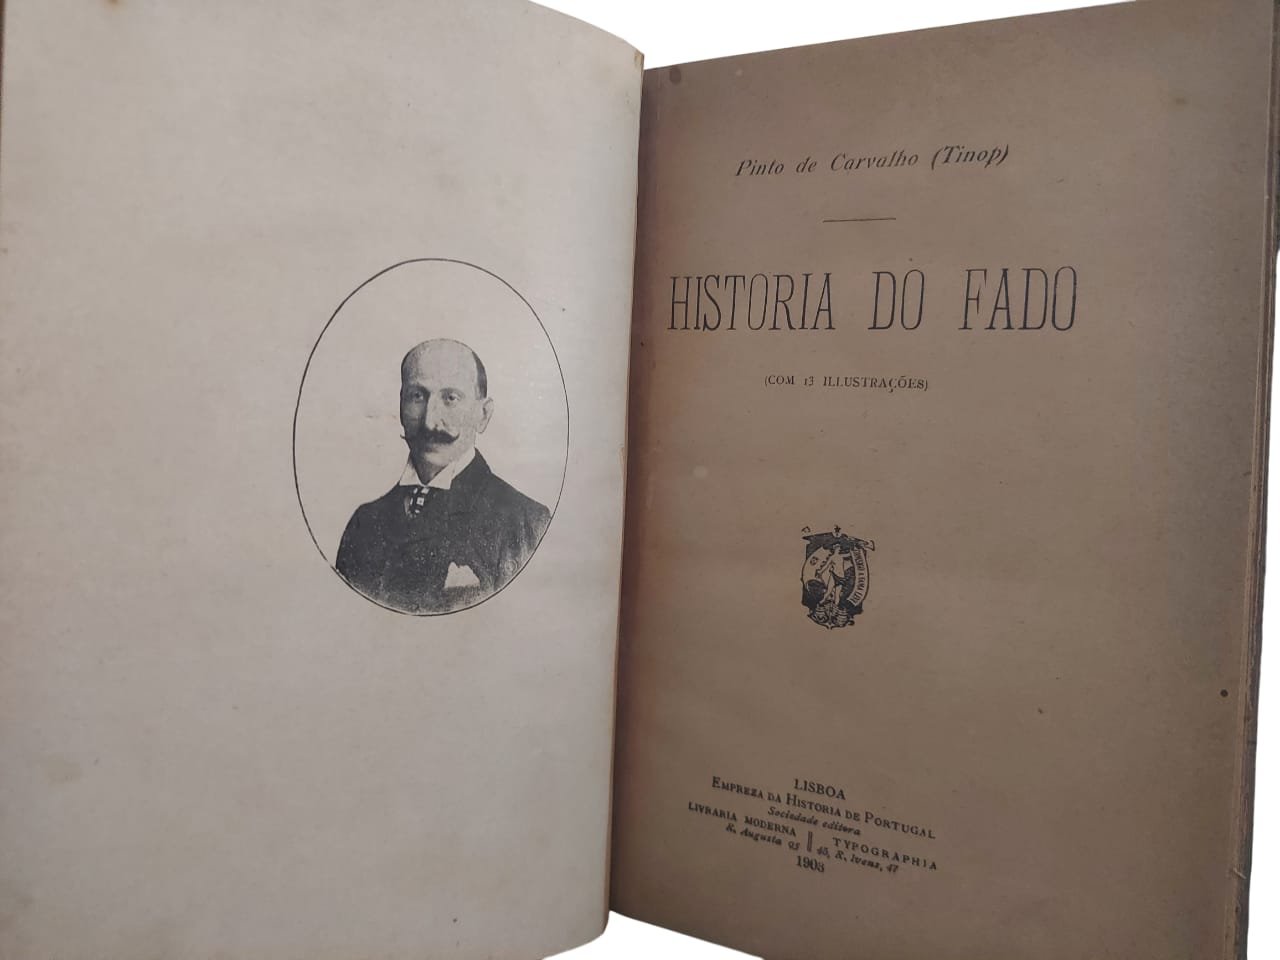 Pinto de Carvalho (Tinop)
HISTORIA DO FADO
(COM 13 ILLUSTRAÇÕES)
LISBOA
EMPREZA DA HISTORIA DE PORTUGAL
Sociedade editora
LIVRARIA MODERNA || TYPOGRAPHIA
R. Augusta 95 || 45, R. Ivens, 47
1903